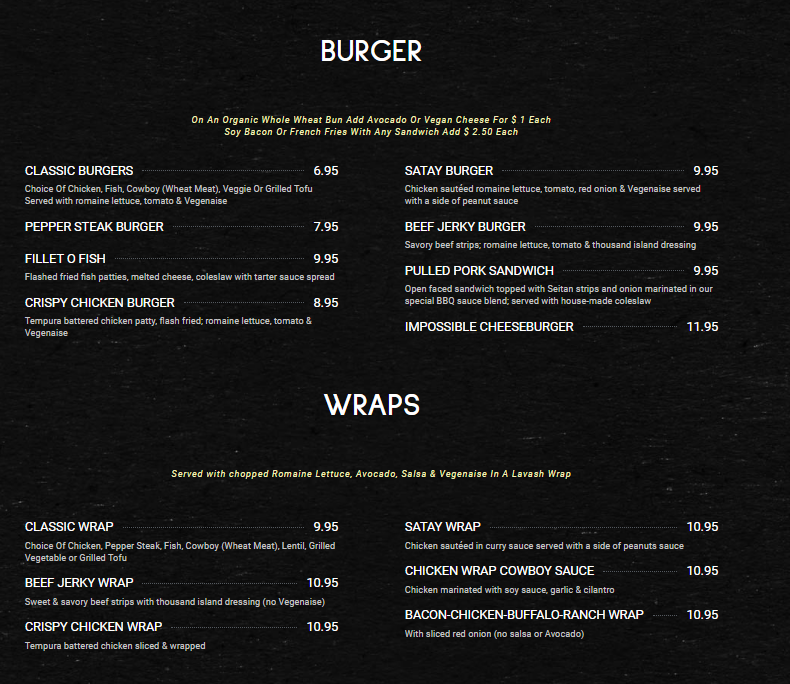 BURGER
On An Organic Whole Wheat Bun Add Avocado Or Vegan Cheese For $ 1 Each
Soy Bacon Or French Fries With Any Sandwich Add $ 2.50 Each
CLASSIC BURGERS 6.95
Choice Of Chicken, Fish, Cowboy (Wheat Meat), Veggie Or Grilled Tofu
Served with romaine lettuce, tomato & Vegenaise
PEPPER STEAK BURGER 7.95
FILLET O FISH 9.95
Flashed fried fish patties, melted cheese, coleslaw with tarter sauce spread
CRISPY CHICKEN BURGER 8.95
Tempura battered chicken patty, flash fried; romaine lettuce, tomato &
Vegenaise
SATAY BURGER 9.95
Chicken sautéed romaine lettuce, tomato, red onion & Vegenaise served
with a side of peanut sauce
BEEF JERKY BURGER 9.95
Savory beef strips; romaine lettuce, tomato & thousand island dressing
PULLED PORK SANDWICH 9.95
Open faced sandwich topped with Seitan strips and onion marinated in our
special BBQ sauce blend; served with house-made coleslaw
IMPOSSIBLE CHEESEBURGER 11.95
WRAPS
Served with chopped Romaine Lettuce, Avocado, Salsa & Vegenaise In A Lavash Wrap
CLASSIC WRAP 9.95
Choice Of Chicken, Pepper Steak, Fish, Cowboy (Wheat Meat), Lentil, Grilled
Vegetable or Grilled Tofu
BEEF JERKY WRAP 10.95
Sweet & savory beef strips with thousand island dressing (no Vegenaise)
CRISPY CHICKEN WRAP 10.95
Tempura battered chicken sliced & wrapped
SATAY WRAP 10.95
Chicken sautéed in curry sauce served with a side of peanuts sauce
CHICKEN WRAP COWBOY SAUCE 10.95
Chicken marinated with soy sauce, garlic & cilantro
BACON-CHICKEN-BUFFALO-RANCH WRAP 10.95
With sliced red onion (no salsa or Avocado)